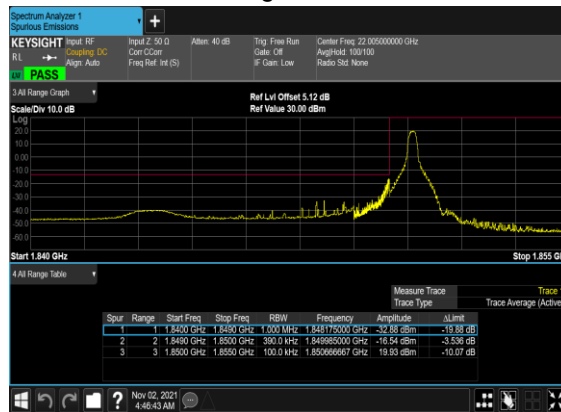 Spectrum Analyzer 1
Spurious Emissions
+
KEYSIGHT Input: RF Input Z: 50 Ω Atten: 40 dB Trig: Free Run Center Freq: 22.005000000 GHz
RL Coupling: DC Corr CCorr Gate: Off Avg|Hold: 100/100
Align: Auto Freq Ref: Int (S) IF Gain: Low Radio Std: None
LXI PASS
3 All Range Graph
Ref Lvl Offset 5.12 dB
Scale/Div 10.0 dB Ref Value 30.00 dBm
Log
20.0
10.0
0.00
-10.0
-20.0
-30.0
-40.0
-50.0
-60.0
Start 1.840 GHz Stop 1.855 G
4 All Range Table
Measure Trace Trace
Trace Type Trace Average (Active
Spur Range Start Freq Stop Freq RBW Frequency Amplitude ΔLimit
1 1 1.8400 GHz 1.8490 GHz 1.000 MHz 1.848175000 GHz -32.88 dBm -19.88 dB
2 2 1.8490 GHz 1.8500 GHz 390.0 kHz 1.849985000 GHz -16.54 dBm -3.536 dB
3 3 1.8500 GHz 1.8550 GHz 100.0 kHz 1.850666667 GHz 19.93 dBm -10.07 dB
? Nov 02, 2021
4:46:43 AM